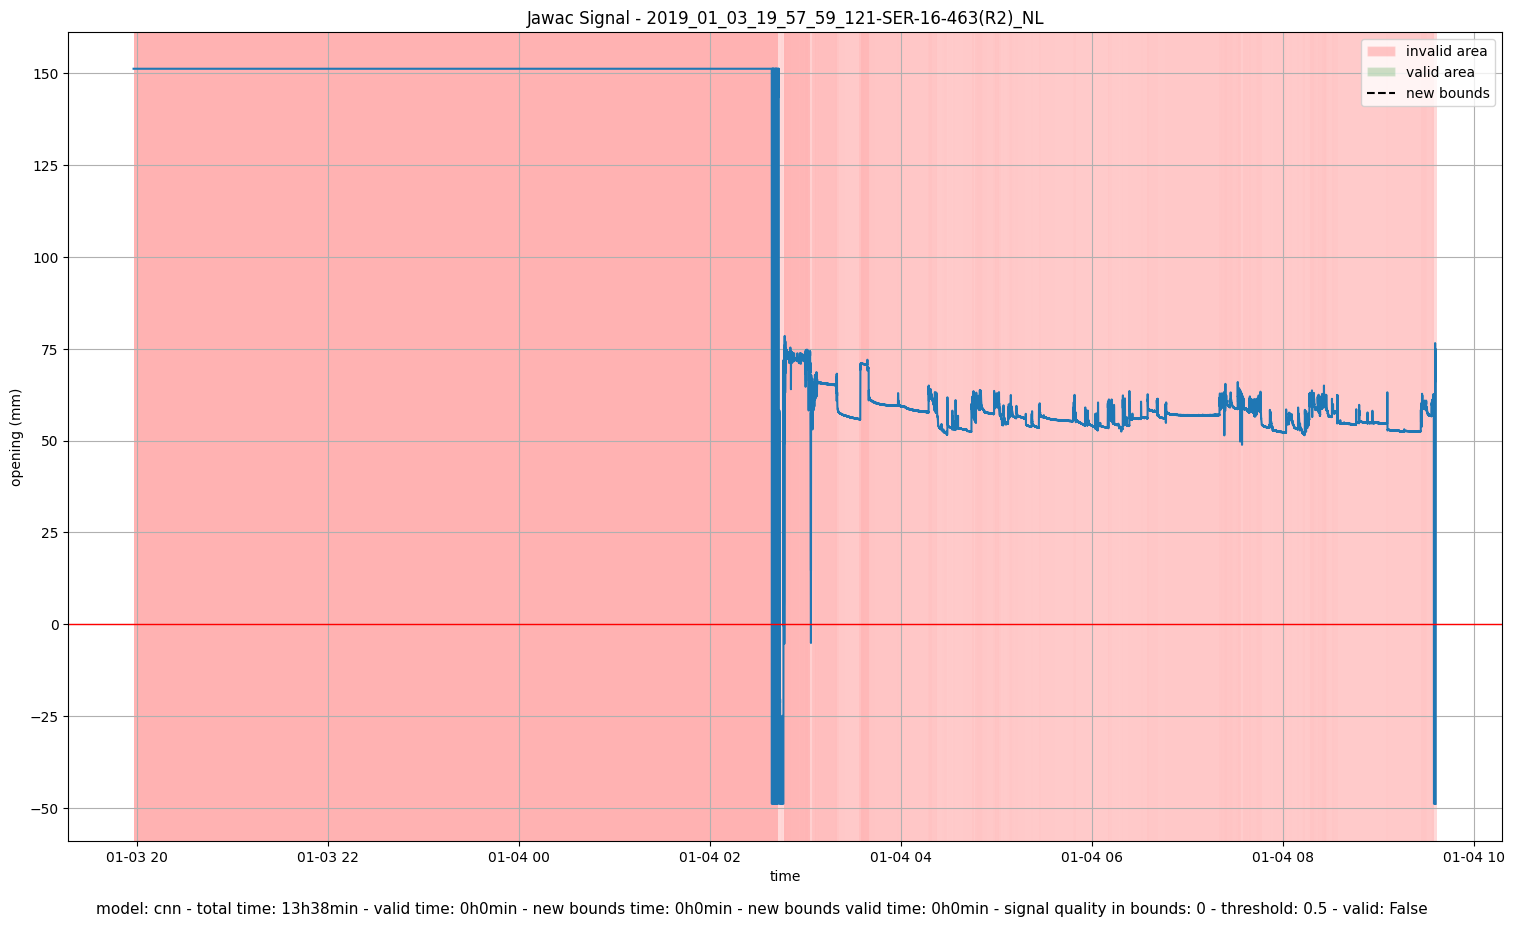 Jawac Signal - 2019_01_03_19_57_59_121-SER-16-463(R2)_NL
invalid area
valid area
new bounds
150
125
100
75
50
25
0
−25
−50
opening (mm)
01-03 20
01-03 22
01-04 00
01-04 02
01-04 04
01-04 06
01-04 08
01-04 10
time
model: cnn - total time: 13h38min - valid time: 0h0min - new bounds time: 0h0min - new bounds valid time: 0h0min - signal quality in bounds: 0 - threshold: 0.5 - valid: False